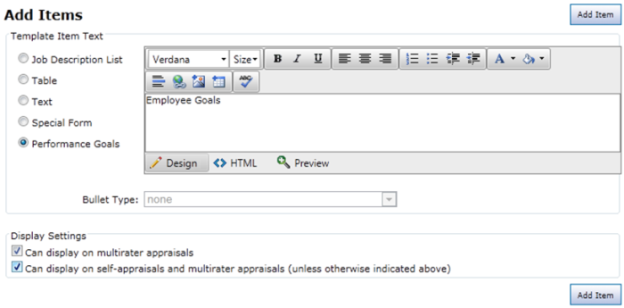 Add Items
Add Item
Template Item Text
Job Description List
Verdana Size B I U A
Table
Text
Employee Goals
Special Form
Performance Goals
Design HTML Preview
Bullet Type: none
Display Settings
Can display on multirater appraisals
Can display on self-appraisals and multirater appraisals (unless otherwise indicated above)
Add Item